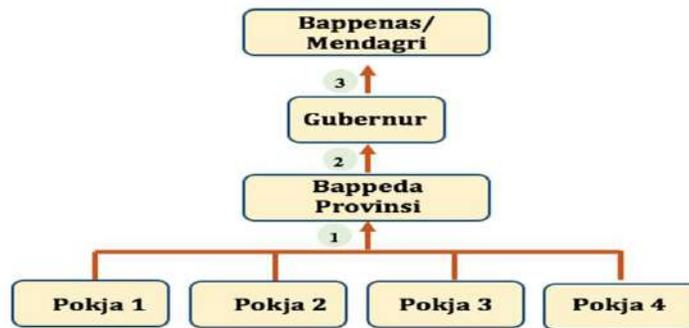 Bappenas/
Mendagri
3
Gubernur
2
Bappeda
Provinsi
1
Pokja 1
Pokja 2
Pokja 3
Pokja 4